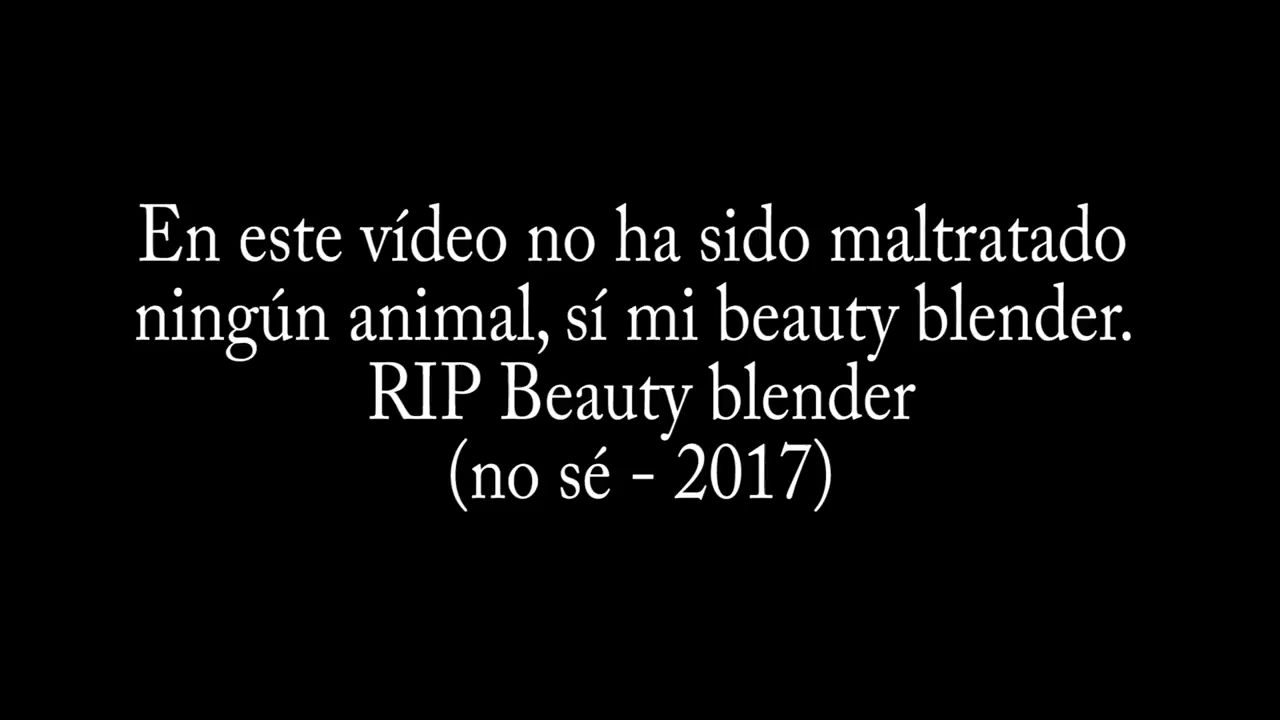 En este vídeo no ha sido maltratado
ningún animal, sí mi beauty blender.
RIP Beauty blender
(no sé - 2017)